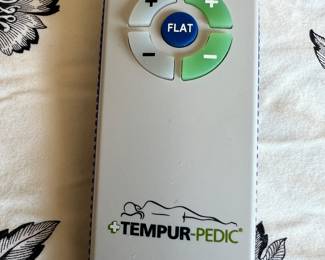 + +
FLAT
- -
TEMPUR-PEDIC®